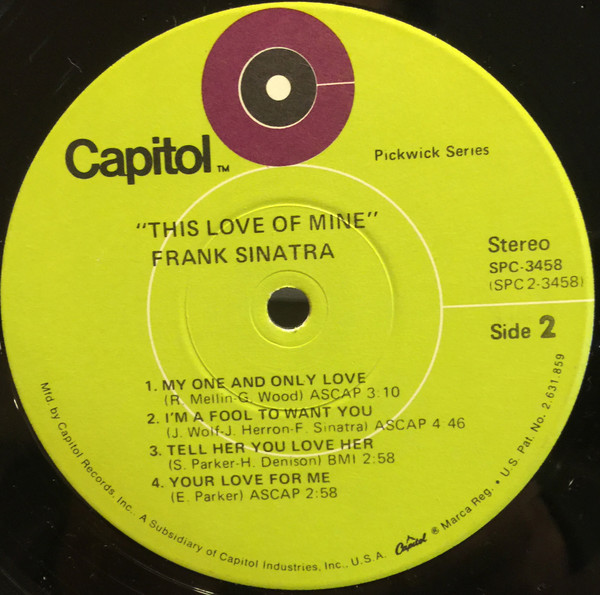 Capitol™
Pickwick Series
"THIS LOVE OF MINE"
FRANK SINATRA
Stereo
SPC-3458
(SPC 2-3458)
Side 2
1. MY ONE AND ONLY LOVE
(R. Mellin-G. Wood) ASCAP 3:10
2. I'M A FOOL TO WANT YOU
(J. Wolf-J. Herron-F. Sinatra) ASCAP 4:46
3. TELL HER YOU LOVE HER
(S. Parker-H. Denison) BMI 2:58
4. YOUR LOVE FOR ME
(E. Parker) ASCAP 2:58
Mfd. by Capitol Records, Inc. A Subsidiary of Capitol Industries, Inc., U.S.A. Capitol ® Marca Reg. • U.S. Pat. No. 2,631,859